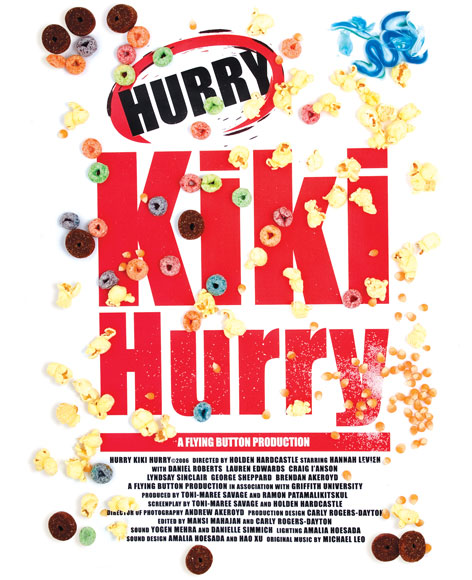 HURRY
Kiki
Hurry
A FLYING BUTTON PRODUCTION
HURRY KIKI HURRY©2006 DIRECTED BY HOLDEN HARDCASTLE STARRING HANNAH LEVIEN
WITH DANIEL ROBERTS LAUREN EDWARDS CRAIG I'ANSON
LYNDSAY SINCLAIR GEORGE SHEPPARD BRENDAN AKEROYD
A FLYING BUTTON PRODUCTION IN ASSOCIATION WITH GRIFFITH UNIVERSITY
PRODUCED BY TONI-MAREE SAVAGE AND RAMON PATAMALIKITSKUL
SCREENPLAY BY TONI-MAREE SAVAGE AND HOLDEN HARDCASTLE
DIRECTOR OF PHOTOGRAPHY ANDREW AKEROYD PRODUCTION DESIGN CARLY ROGERS-DAYTON
EDITED BY MANSI MAHAJAN AND CARLY ROGERS-DAYTON
SOUND YOGEN MEHRA AND DANIELLE SIMMICH LIGHTING AMALIA HOESADA
SOUND DESIGN AMALIA HOESADA AND HAO XU ORIGINAL MUSIC BY MICHAEL LEO